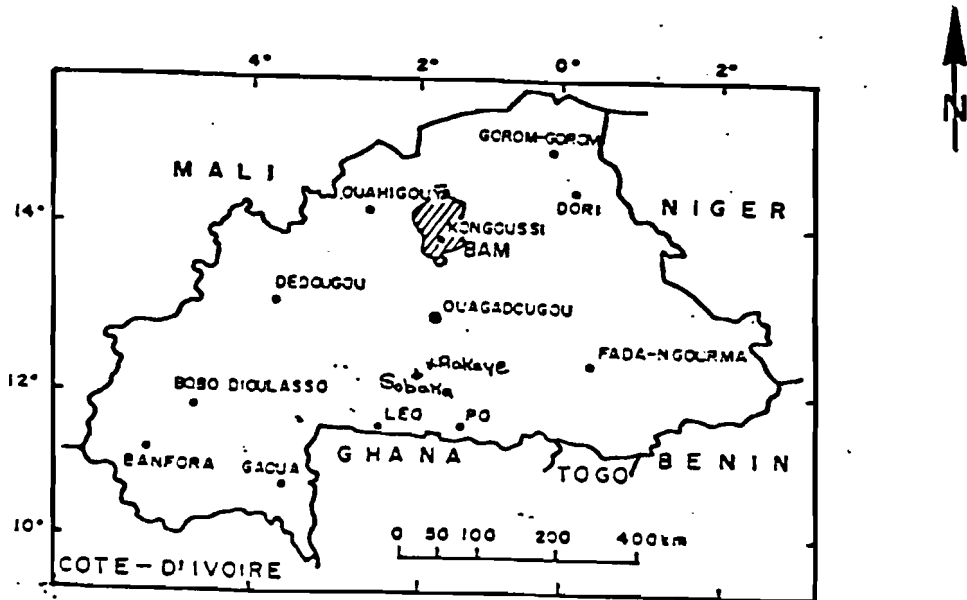 4° 2° 0° 2°
N
GOROM-GOROM
MALI
OUAHIGOUYA
DORI
NIGER
14°
KONGOUSSI
BAM
DEDOUGOU
OUAGADOUGOU
FADA-NGOURMA
Rakaye
12°
Sobaka
BOBO DIOULASSO
LEO
PO
GHANA
BANFORA
GAOUA
TOGO
BENIN
10°
0 50 100 200 400km
COTE-D'IVOIRE